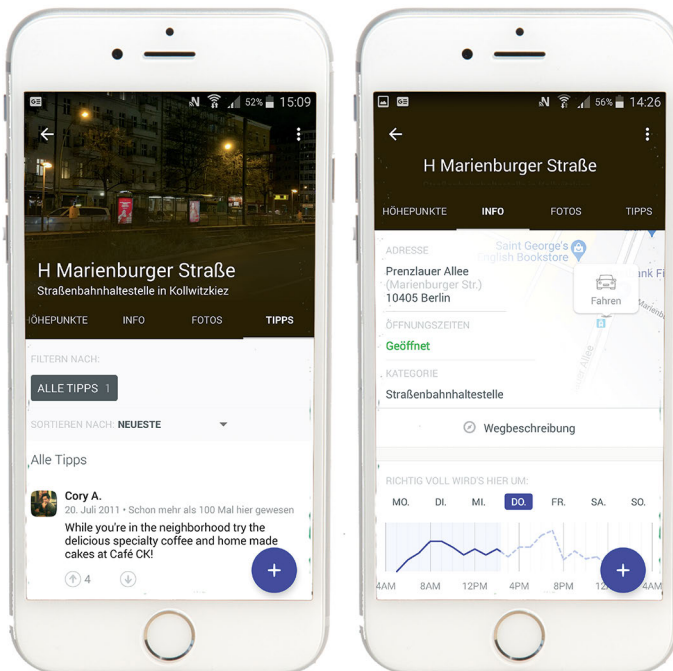 52% 15:09
H Marienburger Straße
Straßenbahnhaltestelle in Kollwitzkiez
HÖHEPUNKTE INFO FOTOS TIPPS
FILTERN NACH:
ALLE TIPPS 1
SORTIEREN NACH: NEUESTE
Alle Tipps
Cory A.
20. Juli 2011 • Schon mehr als 100 Mal hier gewesen
While you're in the neighborhood try the
delicious specialty coffee and home made
cakes at Café CK!
4
+
56% 14:26
H Marienburger Straße
HÖHEPUNKTE INFO FOTOS TIPPS
ADRESSE
Saint George's
English Bookstore
Prenzlauer Allee
(Marienburger Str.)
10405 Berlin
Fahren
ÖFFNUNGSZEITEN
Geöffnet
Allee
KATEGORIE
Straßenbahnhaltestelle
Wegbeschreibung
RICHTIG VOLL WIRD'S HIER UM:
MO. DI. MI. DO. FR. SA. SO.
+
4AM 8AM 12PM 4PM 8PM 12 4AM